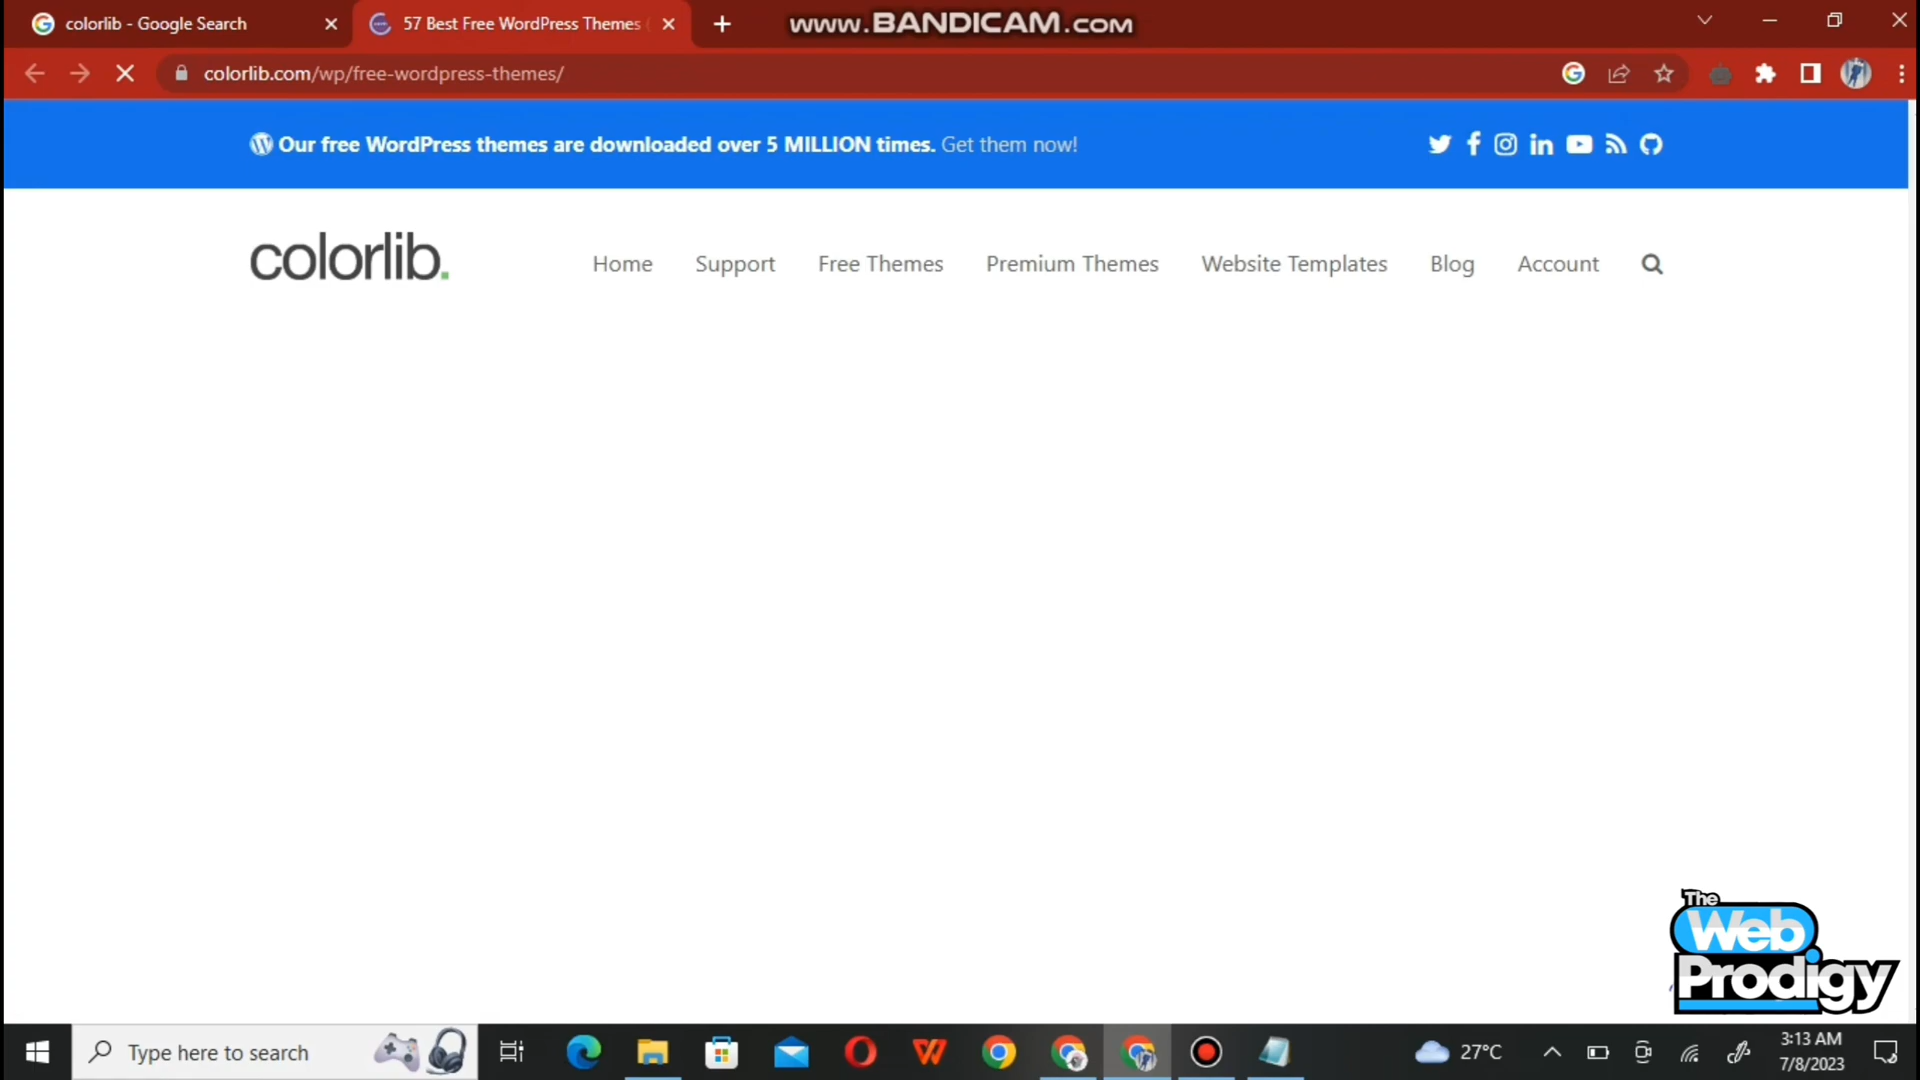 colorlib - Google Search
57 Best Free WordPress Themes (
www.BANDICAM.com
colorlib.com/wp/free-wordpress-themes/
Our free WordPress themes are downloaded over 5 MILLION times. Get them now!
colorlib.
Home
Support
Free Themes
Premium Themes
Website Templates
Blog
Account
The
Web
Prodigy
Type here to search
27°C
3:13 AM
7/8/2023